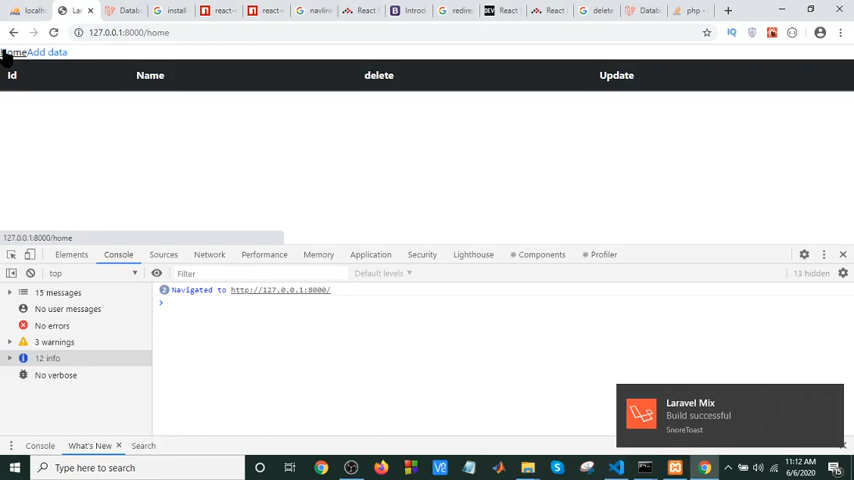 localh
La
Datab
install
react-
react-
navlin
React
Introd
redire
React
React
delete
Datab
php -
127.0.0.1:8000/home
IQ
Home Add data
Id Name delete Update
127.0.0.1:8000/home
Elements Console Sources Network Performance Memory Application Security Lighthouse Components Profiler
top Filter Default levels 13 hidden
15 messages
2 Navigated to http://127.0.0.1:8000/
No user messages
No errors
3 warnings
12 info
No verbose
Laravel Mix
Build successful
SnoreToast
Console What's New Search
Type here to search
11:12 AM
6/6/2020
15